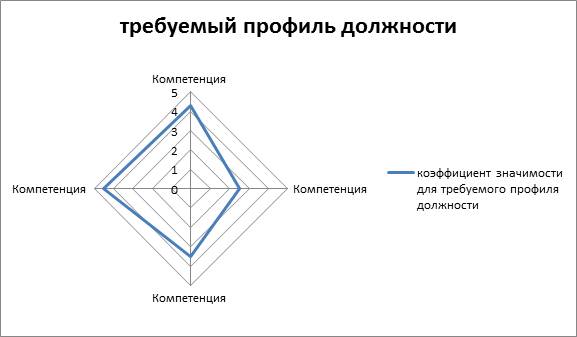 требуемый профиль должности
Компетенция
5
4
3
2
1
0
Компетенция
Компетенция
Компетенция
коэффициент значимости
для требуемого профиля
должности